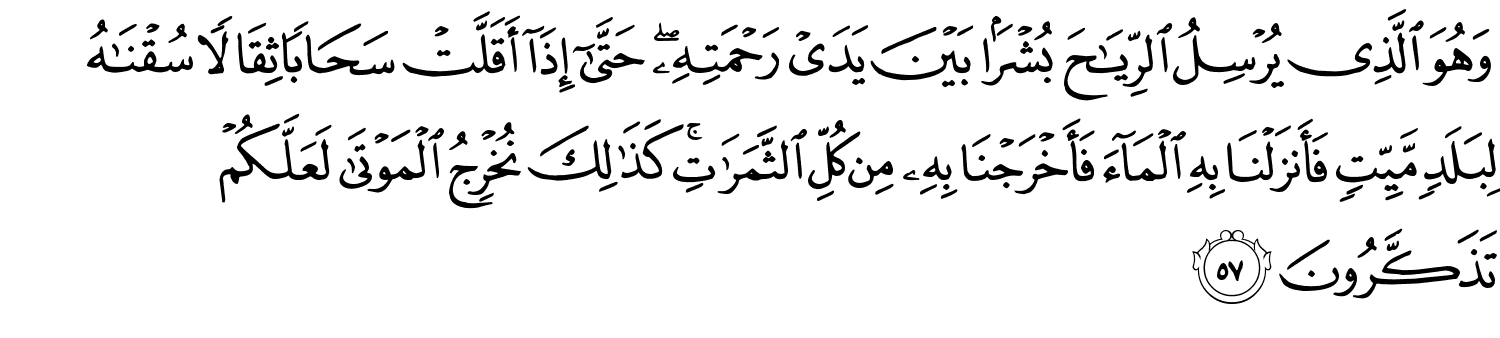 وَهُوَ ٱلَّذِى يُرْسِلُ ٱلرِّيَـٰحَ بُشْرًۢا بَيْنَ يَدَىْ رَحْمَتِهِۦ ۖ حَتَّىٰٓ إِذَآ أَقَلَّتْ سَحَابًا ثِقَالًا سُقْنَـٰهُ
لِبَلَدٍ مَّيِّتٍ فَأَنزَلْنَا بِهِ ٱلْمَآءَ فَأَخْرَجْنَا بِهِۦ مِن كُلِّ ٱلثَّمَرَٰتِ ۚ كَذَٰلِكَ نُخْرِجُ ٱلْمَوْتَىٰ لَعَلَّكُمْ
تَذَكَّرُونَ ٥٧